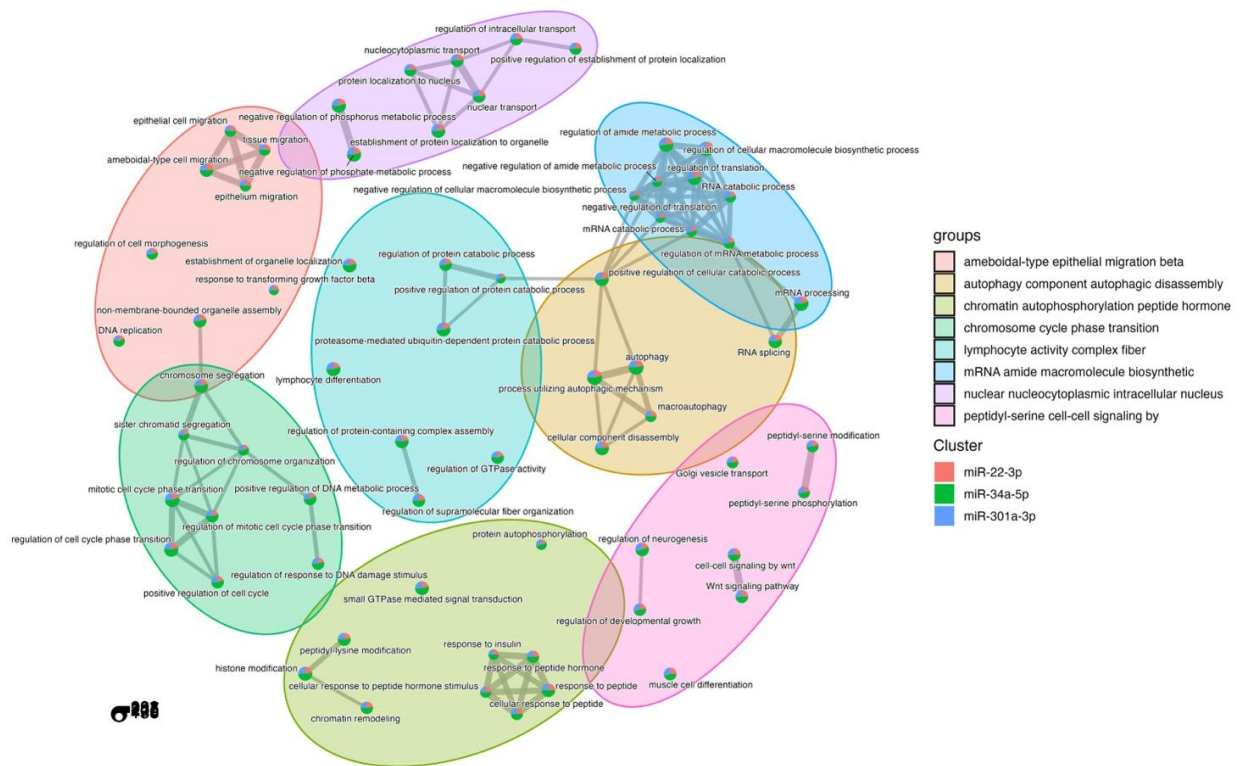 regulation of intracellular transport
nucleocytoplasmic transport
positive regulation of establishment of protein localization
protein localization to nucleus
nuclear transport
negative regulation of phosphorus metabolic process
establishment of protein localization to organelle
negative regulation of phosphate metabolic process
epithelial cell migration
tissue migration
ameboidal-type cell migration
epithelium migration
regulation of cell morphogenesis
establishment of organelle localization
response to transforming growth factor beta
non-membrane-bounded organelle assembly
DNA replication
chromosome segregation
regulation of amide metabolic process
regulation of cellular macromolecule biosynthetic process
negative regulation of amide metabolic process
regulation of translation
RNA catabolic process
negative regulation of cellular macromolecule biosynthetic process
negative regulation of translation
mRNA catabolic process
regulation of mRNA metabolic process
mRNA processing
RNA splicing
regulation of protein catabolic process
positive regulation of protein catabolic process
positive regulation of cellular catabolic process
proteasome-mediated ubiquitin-dependent protein catabolic process
lymphocyte differentiation
regulation of protein-containing complex assembly
regulation of GTPase activity
regulation of supramolecular fiber organization
autophagy
process utilizing autophagic mechanism
macroautophagy
cellular component disassembly
sister chromatid segregation
regulation of chromosome organization
mitotic cell cycle phase transition
positive regulation of DNA metabolic process
regulation of mitotic cell cycle phase transition
regulation of cell cycle phase transition
regulation of response to DNA damage stimulus
positive regulation of cell cycle
peptidyl-serine modification
Golgi vesicle transport
peptidyl-serine phosphorylation
regulation of neurogenesis
cell-cell signaling by wnt
Wnt signaling pathway
regulation of developmental growth
muscle cell differentiation
protein autophosphorylation
small GTPase mediated signal transduction
peptidyl-lysine modification
histone modification
response to insulin
response to peptide hormone
cellular response to peptide hormone stimulus
response to peptide
cellular response to peptide
chromatin remodeling
groups
ameboidal-type epithelial migration beta
autophagy component autophagic disassembly
chromatin autophosphorylation peptide hormone
chromosome cycle phase transition
lymphocyte activity complex fiber
mRNA amide macromolecule biosynthetic
nuclear nucleocytoplasmic intracellular nucleus
peptidyl-serine cell-cell signaling by
Cluster
miR-22-3p
miR-34a-5p
miR-301a-3p